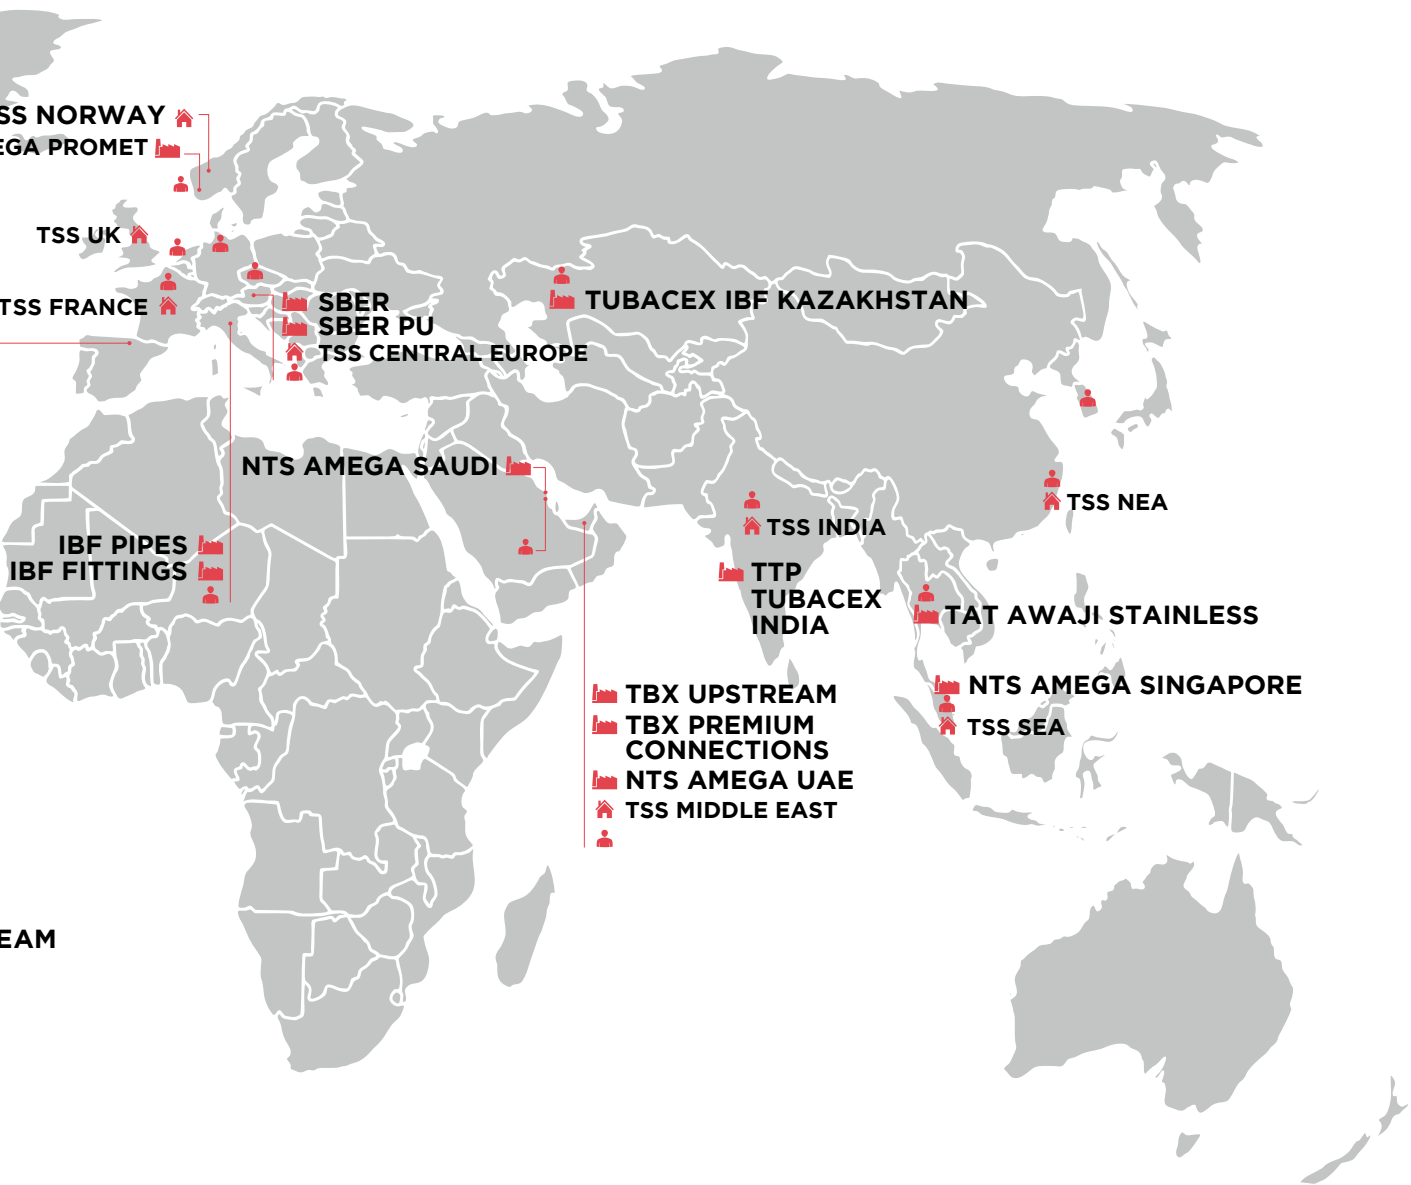 SS NORWAY
EGA PROMET
TSS UK
TSS FRANCE
SBER
SBER PU
TSS CENTRAL EUROPE
TUBACEX IBF KAZAKHSTAN
NTS AMEGA SAUDI
TSS NEA
TSS INDIA
IBF PIPES
IBF FITTINGS
TTP
TUBACEX
INDIA
TAT AWAJI STAINLESS
NTS AMEGA SINGAPORE
TSS SEA
TBX UPSTREAM
TBX PREMIUM
CONNECTIONS
NTS AMEGA UAE
TSS MIDDLE EAST
EAM